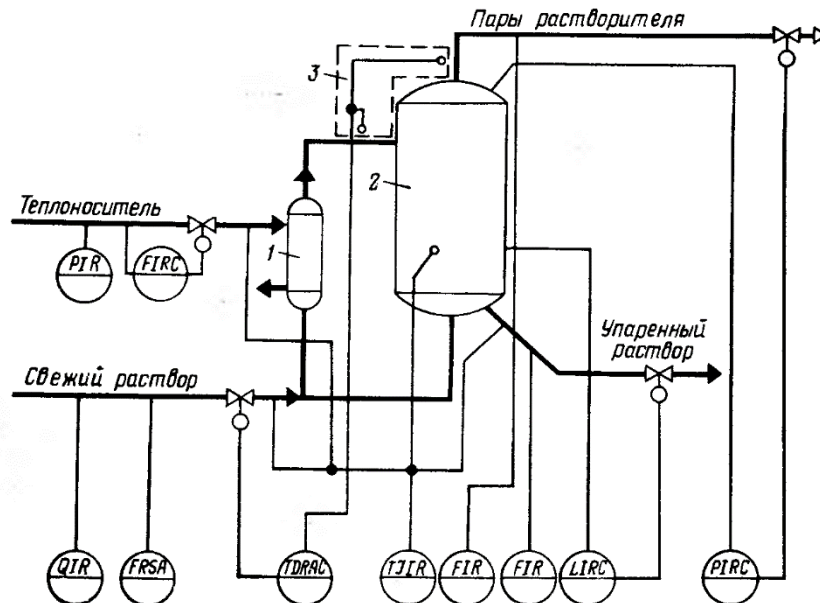 Пары растворителя
3
2
Теплоноситель
1
PIR
FIRC
Упаренный
раствор
Свежий раствор
QIR
FRSA
TDRAC
TJIR
FIR
FIR
LIRC
PIRC